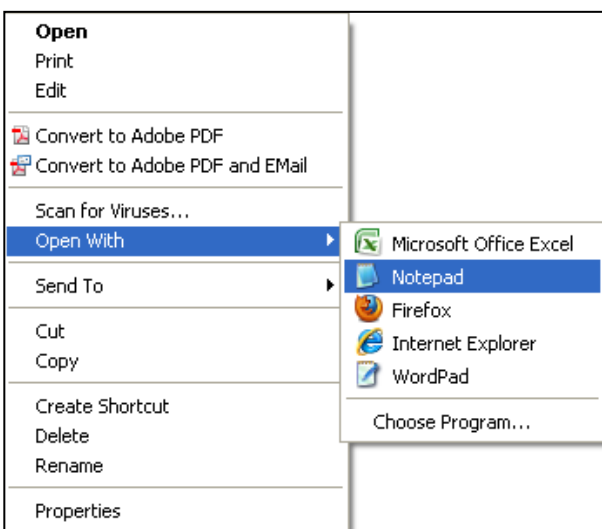 Open
Print
Edit
Convert to Adobe PDF
Convert to Adobe PDF and EMail
Scan for Viruses...
Open With
Send To
Cut
Copy
Create Shortcut
Delete
Rename
Properties
Microsoft Office Excel
Notepad
Firefox
Internet Explorer
WordPad
Choose Program...